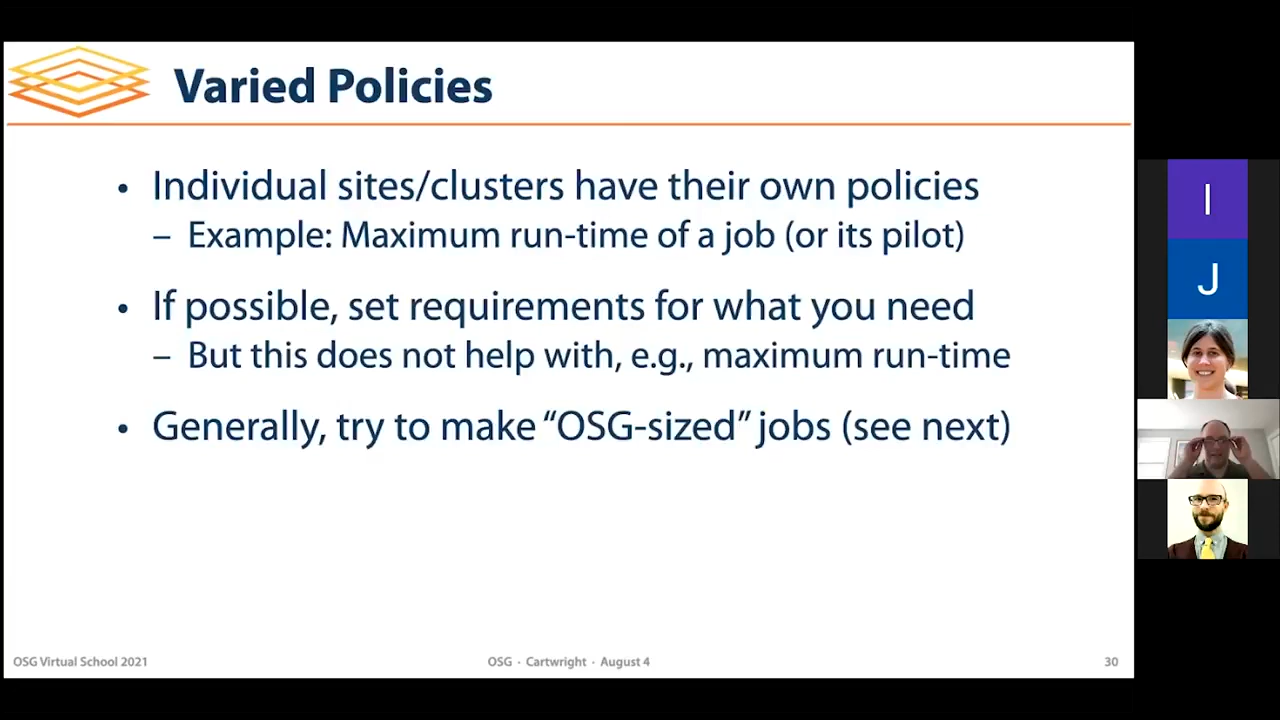 Varied Policies
• Individual sites/clusters have their own policies
– Example: Maximum run-time of a job (or its pilot)
• If possible, set requirements for what you need
– But this does not help with, e.g., maximum run-time
• Generally, try to make “OSG-sized” jobs (see next)
OSG Virtual School 2021
OSG · Cartwright · August 4
30
I
J